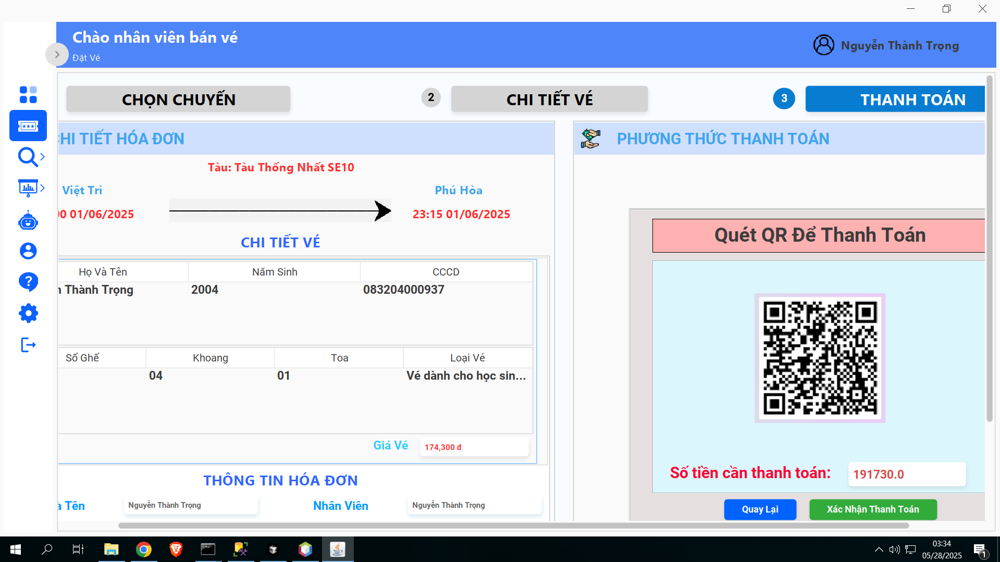 Chào nhân viên bán vé
Đặt Vé
Nguyễn Thành Trọng
CHỌN CHUYẾN
2
CHI TIẾT VÉ
3
THANH TOÁN
HI TIẾT HÓA ĐƠN
Tàu: Tàu Thống Nhất SE10
Việt Trì
Phú Hòa
00 01/06/2025
23:15 01/06/2025
CHI TIẾT VÉ
Họ Và Tên
Năm Sinh
CCCD
Thành Trọng
2004
083204000937
Số Ghế
Khoang
Toa
Loại Vé
04
01
Vé dành cho học sin...
Giá Vé
174,300 đ
THÔNG TIN HÓA ĐƠN
à Tên
Nguyễn Thành Trọng
Nhân Viên
Nguyễn Thành Trọng
PHƯƠNG THỨC THANH TOÁN
Quét QR Để Thanh Toán
Số tiền cần thanh toán:
191730.0
Quay Lại
Xác Nhận Thanh Toán
03:34
05/28/2025
1